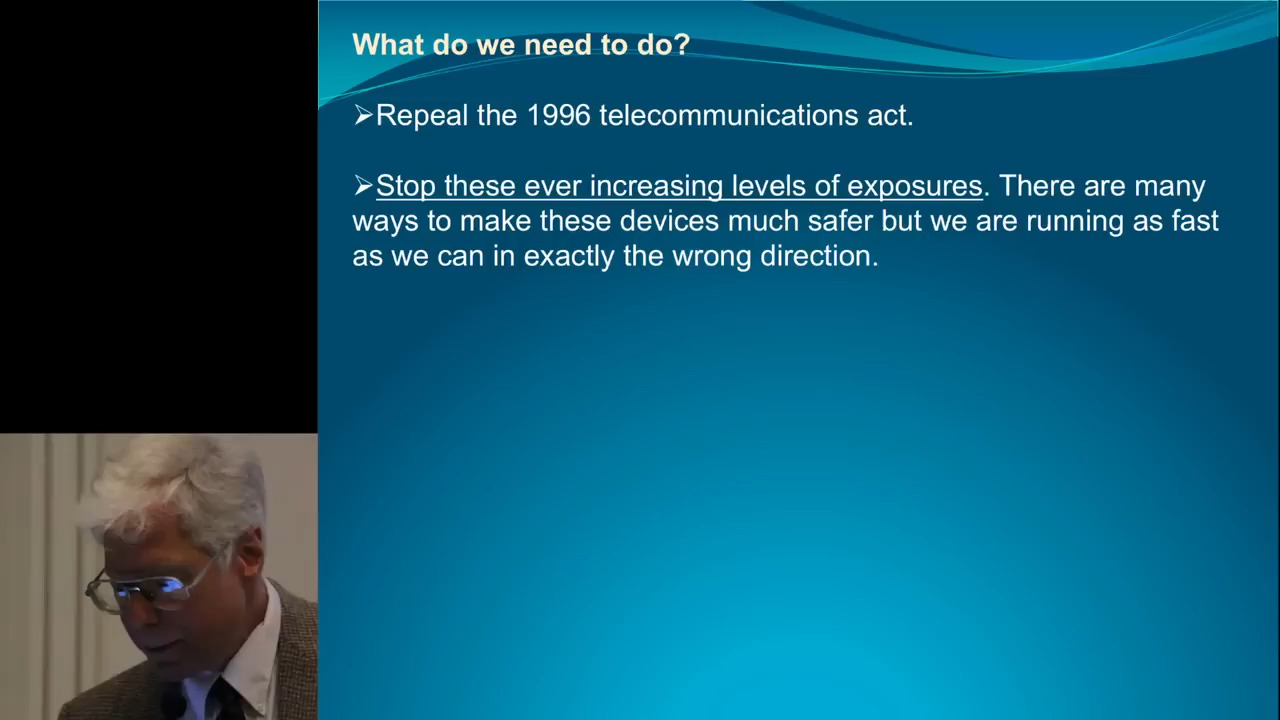 What do we need to do?
➢Repeal the 1996 telecommunications act.
➢Stop these ever increasing levels of exposures. There are many
ways to make these devices much safer but we are running as fast
as we can in exactly the wrong direction.